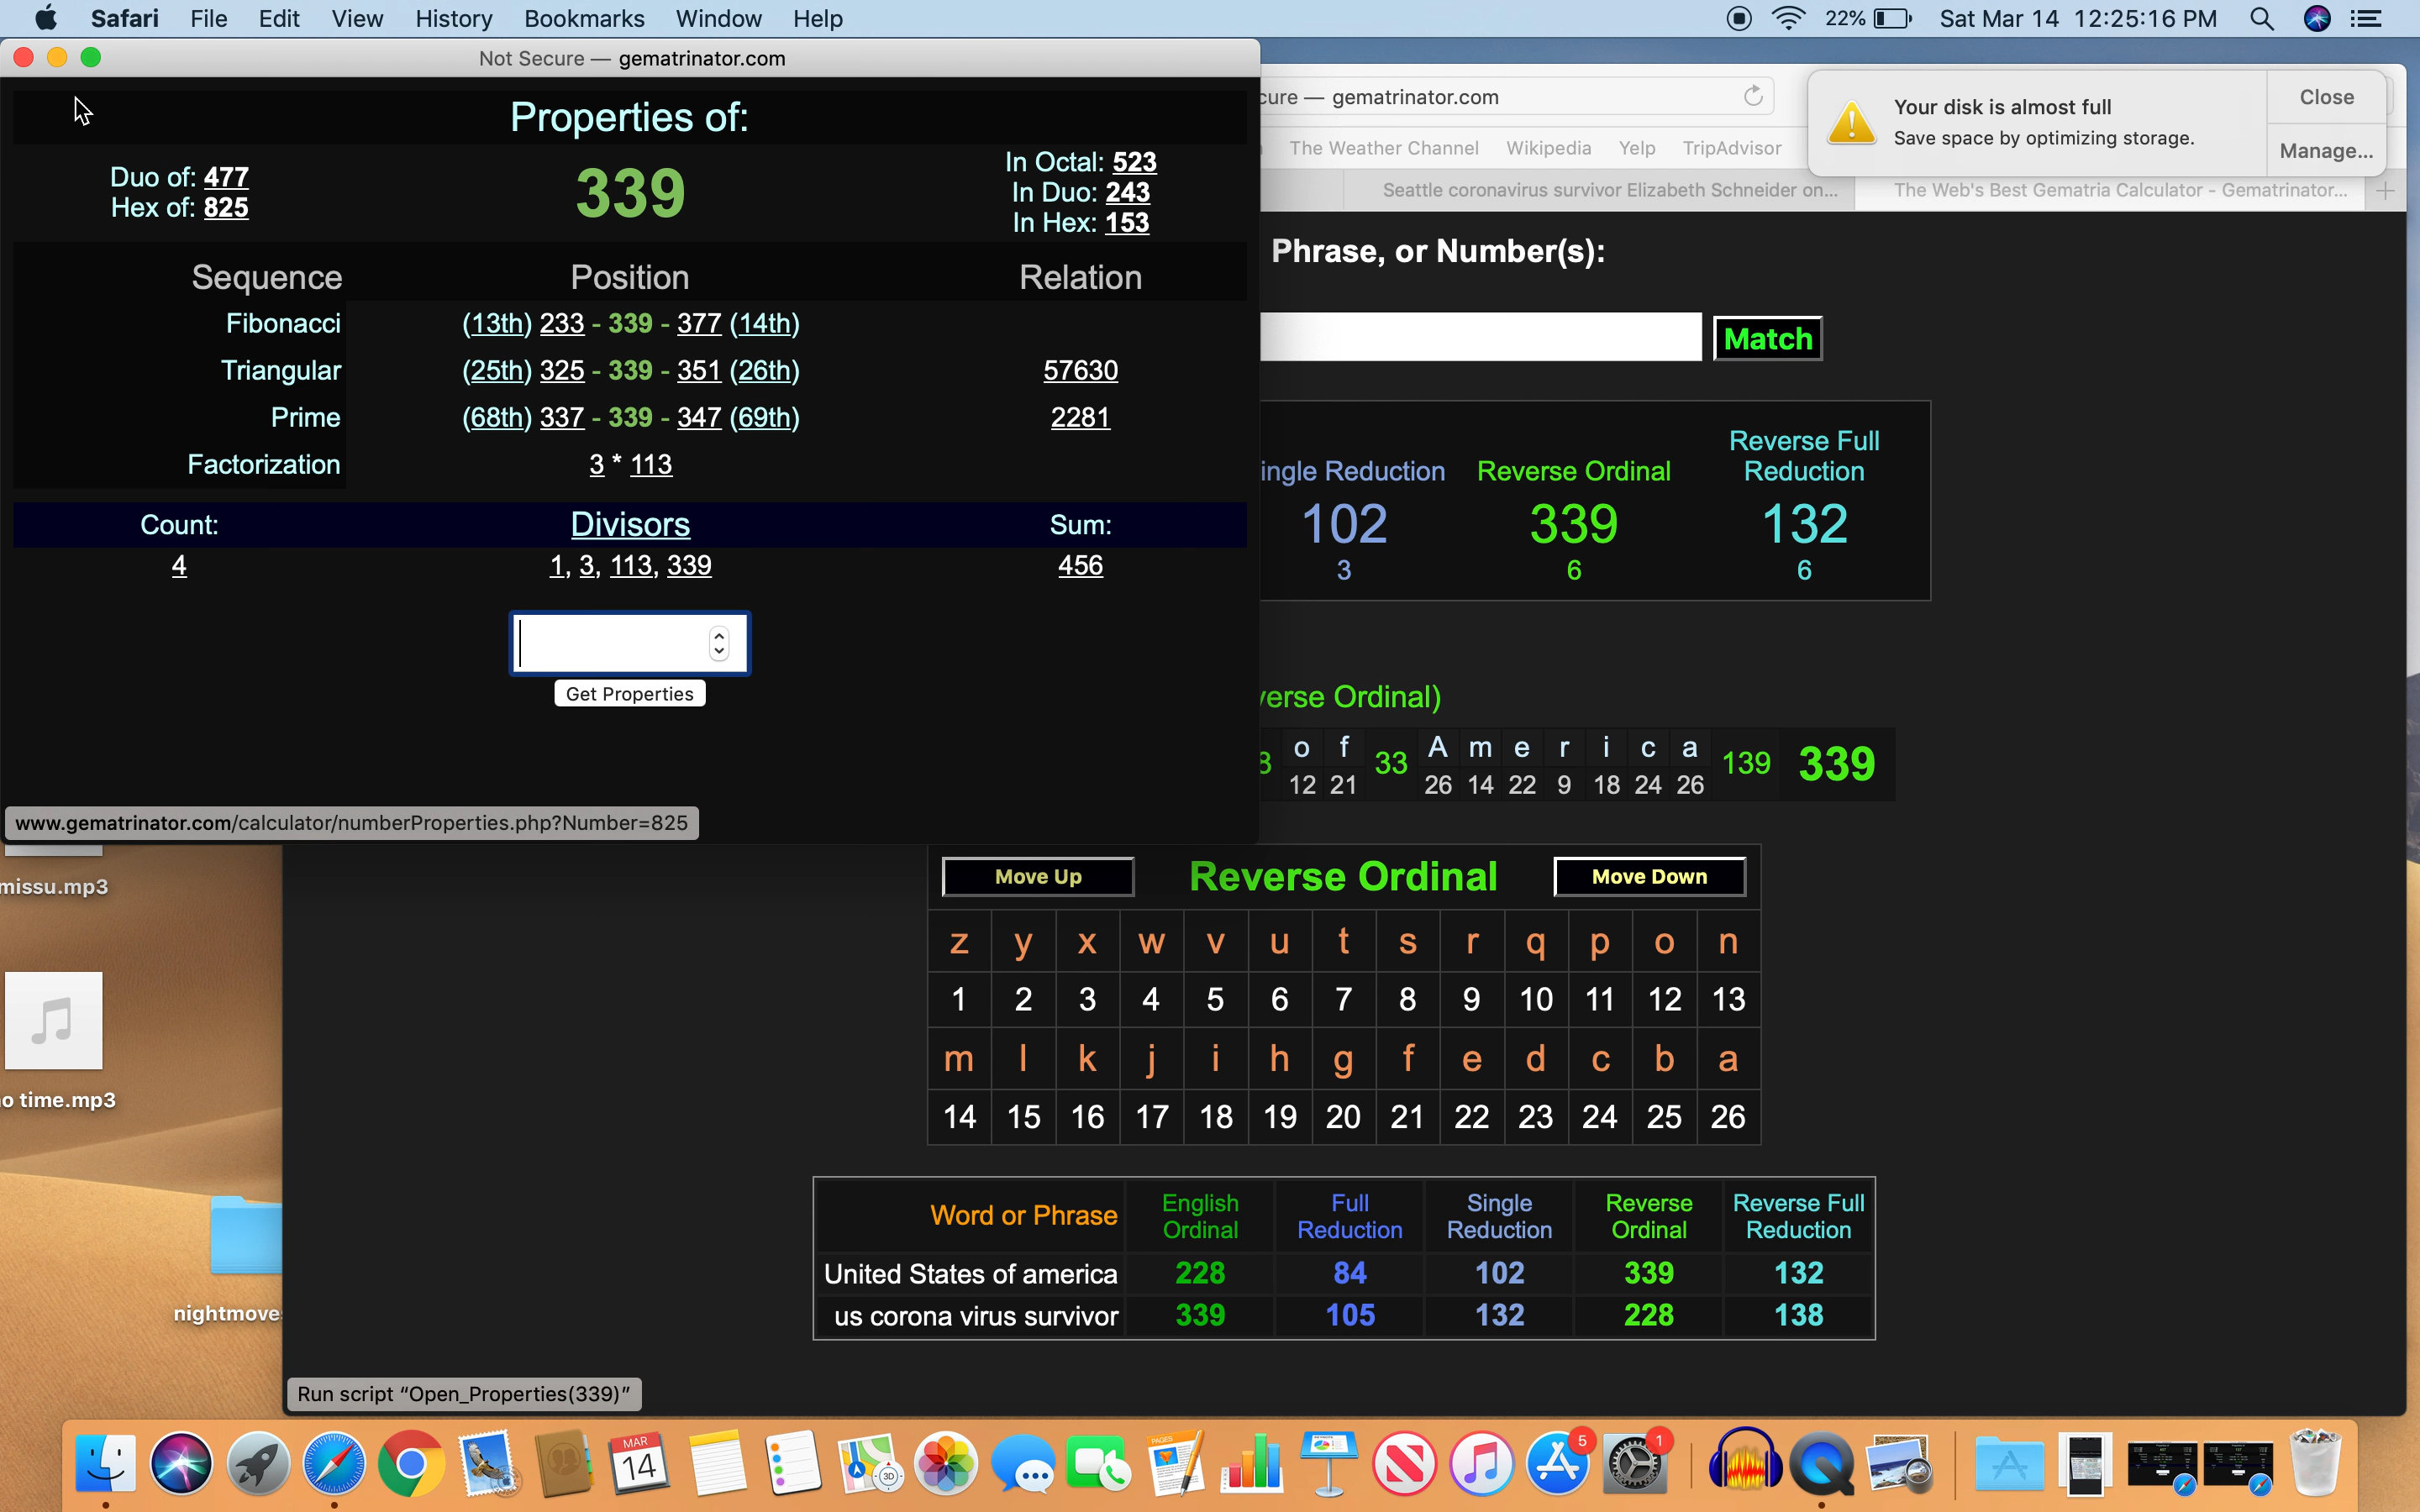 Safari File Edit View History Bookmarks Window Help 22% Sat Mar 14 12:25:16 PM
Not Secure — gematrinator.com
Properties of:
Duo of: 477
Hex of: 825
339
In Octal: 523
In Duo: 243
In Hex: 153
Sequence Position Relation
Fibonacci (13th) 233 - 339 - 377 (14th)
Triangular (25th) 325 - 339 - 351 (26th) 57630
Prime (68th) 337 - 339 - 347 (69th) 2281
Factorization 3 * 113
Count: Divisors Sum:
4 1, 3, 113, 339 456
Get Properties
www.gematrinator.com/calculator/numberProperties.php?Number=825
cure — gematrinator.com
Your disk is almost full
Save space by optimizing storage.
Close
Manage...
The Weather Channel Wikipedia Yelp TripAdvisor
Seattle coronavirus survivor Elizabeth Schneider on... The Web's Best Gematria Calculator - Gematrinator...
Phrase, or Number(s):
Match
ingle Reduction Reverse Ordinal Reverse Full Reduction
102 339 132
3 6 6
verse Ordinal)
o f 33 A m e r i c a 139 339
12 21 26 14 22 9 18 24 26
Move Up Reverse Ordinal Move Down
z y x w v u t s r q p o n
1 2 3 4 5 6 7 8 9 10 11 12 13
m l k j i h g f e d c b a
14 15 16 17 18 19 20 21 22 23 24 25 26
Word or Phrase English Ordinal Full Reduction Single Reduction Reverse Ordinal Reverse Full Reduction
United States of america 228 84 102 339 132
us corona virus survivor 339 105 132 228 138
Run script “Open_Properties(339)”
missu.mp3
o time.mp3
nightmove
MAR
14
PAGES
3D
5
1